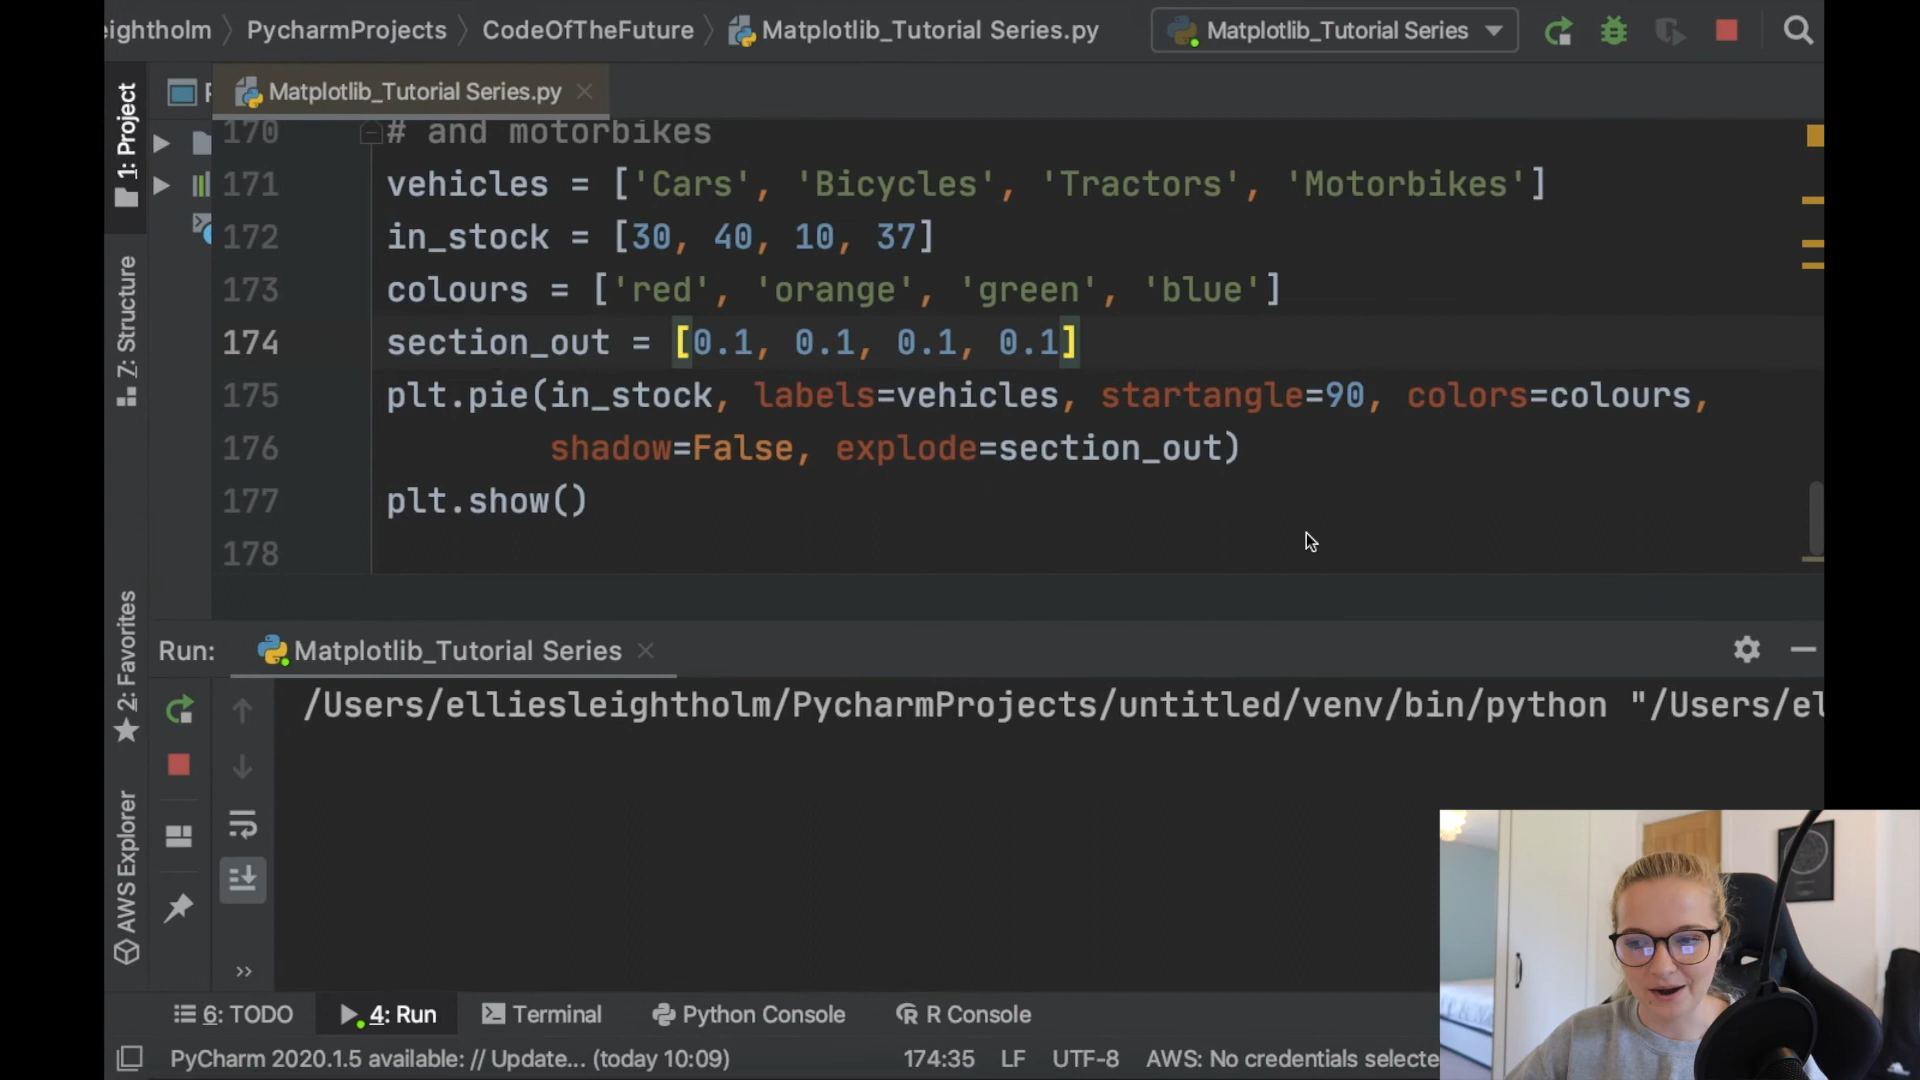 eightholm
PycharmProjects
CodeOfTheFuture
Matplotlib_Tutorial Series.py
Matplotlib_Tutorial Series
1: Project
P
Matplotlib_Tutorial Series.py
170 # and motorbikes
171 vehicles = ['Cars', 'Bicycles', 'Tractors', 'Motorbikes']
172 in_stock = [30, 40, 10, 37]
173 colours = ['red', 'orange', 'green', 'blue']
174 section_out = [0.1, 0.1, 0.1, 0.1]
175 plt.pie(in_stock, labels=vehicles, startangle=90, colors=colours,
176 shadow=False, explode=section_out)
177 plt.show()
178
7: Structure
2: Favorites
AWS Explorer
Run: Matplotlib_Tutorial Series
/Users/elliesleightholm/PycharmProjects/untitled/venv/bin/python "/Users/el
6: TODO
4: Run
Terminal
Python Console
R Console
PyCharm 2020.1.5 available: // Update... (today 10:09)
174:35 LF UTF-8 AWS: No credentials selecte